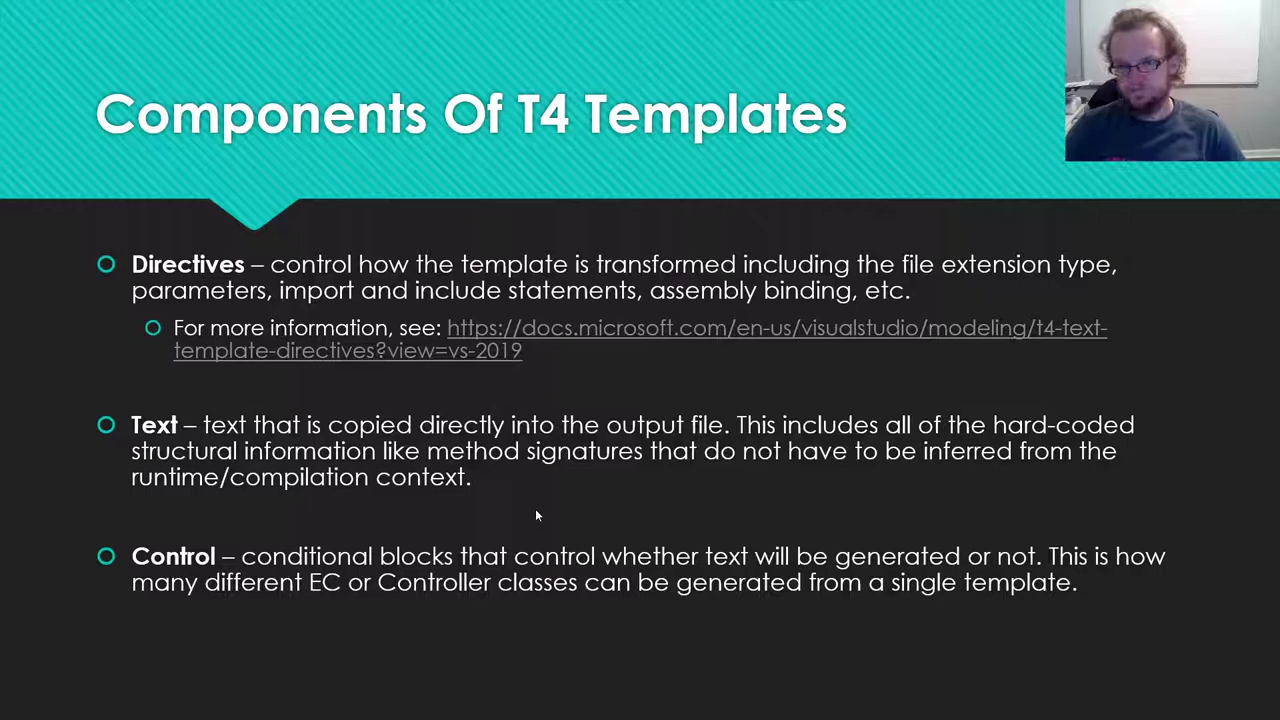 Components Of T4 Templates
Directives – control how the template is transformed including the file extension type,
parameters, import and include statements, assembly binding, etc.
For more information, see: https://docs.microsoft.com/en-us/visualstudio/modeling/t4-text-
template-directives?view=vs-2019
Text – text that is copied directly into the output file. This includes all of the hard-coded
structural information like method signatures that do not have to be inferred from the
runtime/compilation context.
Control – conditional blocks that control whether text will be generated or not. This is how
many different EC or Controller classes can be generated from a single template.